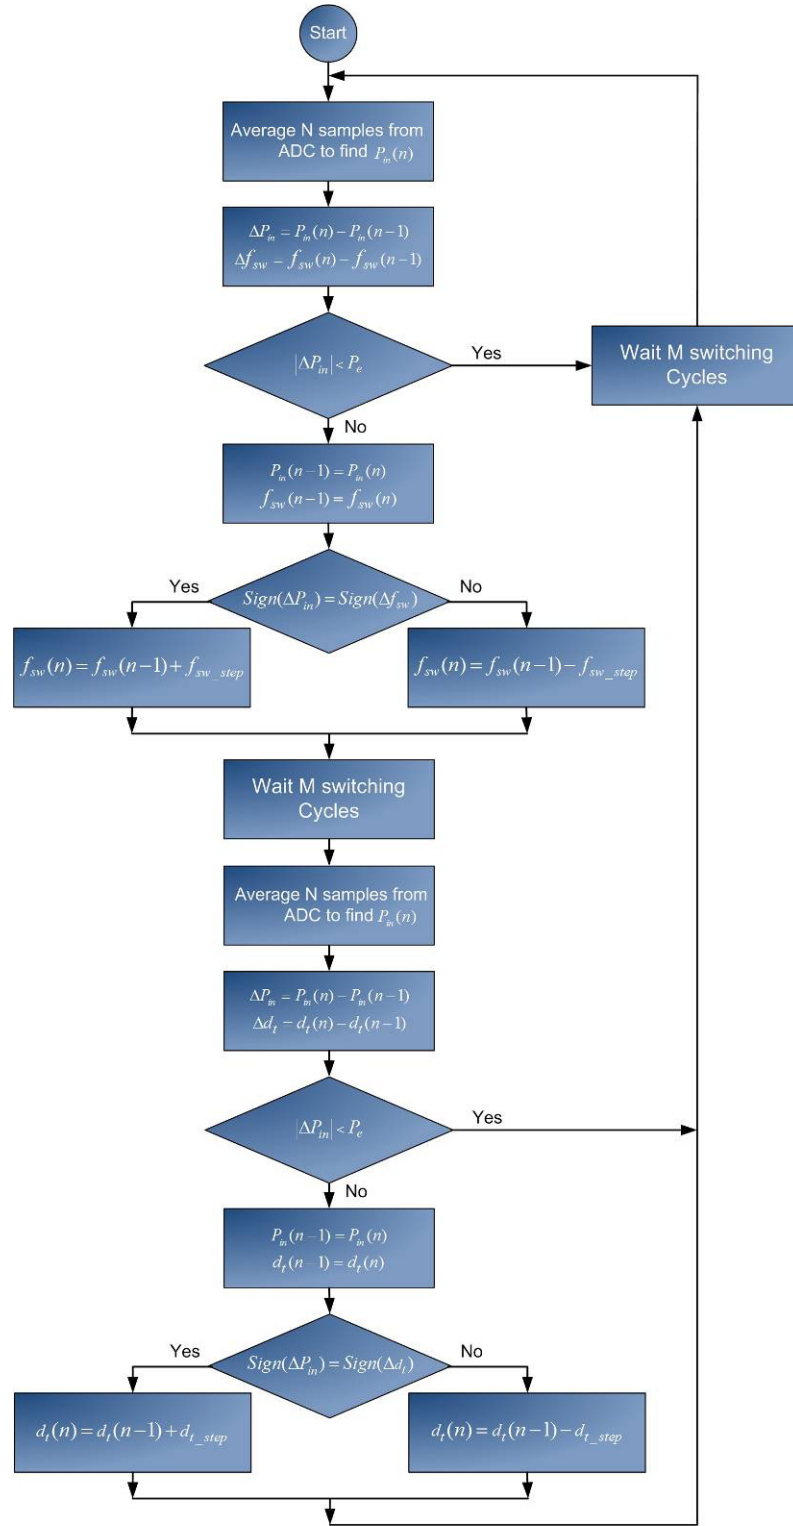 Start
Average N samples from
ADC to find P_in(n)
ΔP_in = P_in(n) − P_in(n−1)
Δf_sw = f_sw(n) − f_sw(n−1)
|ΔP_in| < P_e
Yes
Wait M switching
Cycles
No
P_in(n−1) = P_in(n)
f_sw(n−1) = f_sw(n)
Yes
Sign(ΔP_in) = Sign(Δf_sw)
No
f_sw(n) = f_sw(n−1) + f_sw_step
f_sw(n) = f_sw(n−1) − f_sw_step
Wait M switching
Cycles
Average N samples from
ADC to find P_in(n)
ΔP_in = P_in(n) − P_in(n−1)
Δd_t = d_t(n) − d_t(n−1)
|ΔP_in| < P_e
Yes
No
P_in(n−1) = P_in(n)
d_t(n−1) = d_t(n)
Yes
Sign(ΔP_in) = Sign(Δd_t)
No
d_t(n) = d_t(n−1) + d_t_step
d_t(n) = d_t(n−1) − d_t_step